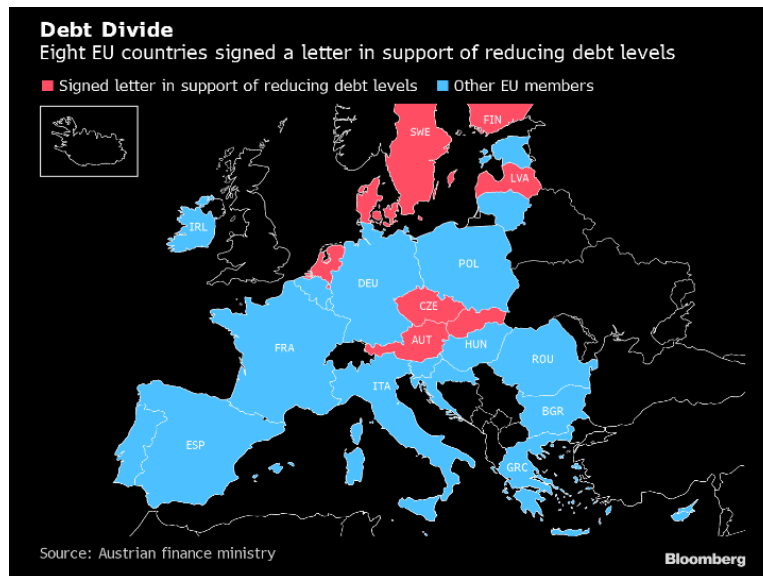 Debt Divide
Eight EU countries signed a letter in support of reducing debt levels
Signed letter in support of reducing debt levels Other EU members
SWE
FIN
LVA
IRL
POL
DEU
CZE
AUT
HUN
FRA
ROU
ITA
BGR
ESP
GRC
Source: Austrian finance ministry
Bloomberg